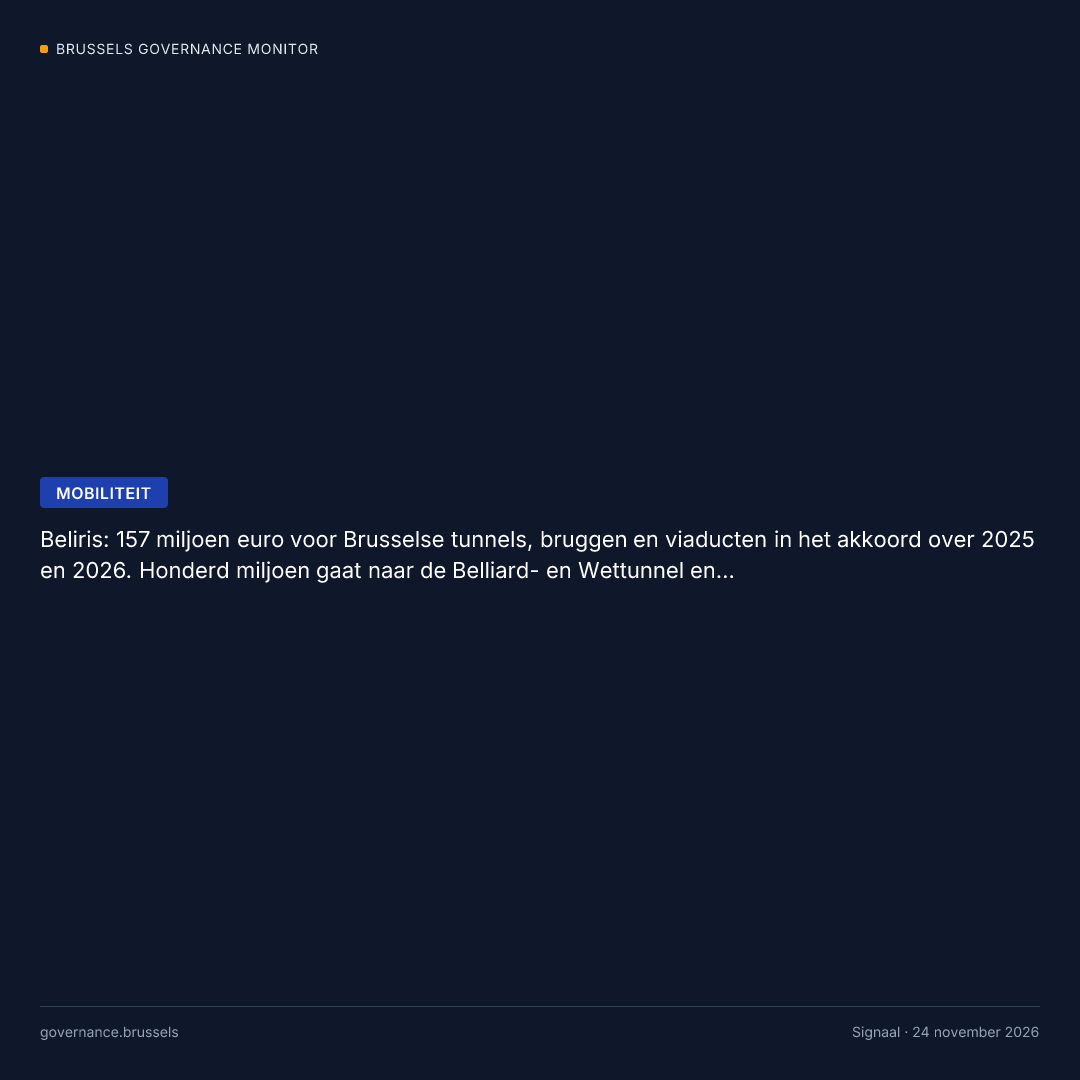 BRUSSELS GOVERNANCE MONITOR
MOBILITEIT
Beliris: 157 miljoen euro voor Brusselse tunnels, bruggen en viaducten in het akkoord over 2025
en 2026. Honderd miljoen gaat naar de Belliard- en Wettunnel en...
governance.brussels
Signaal · 24 november 2026